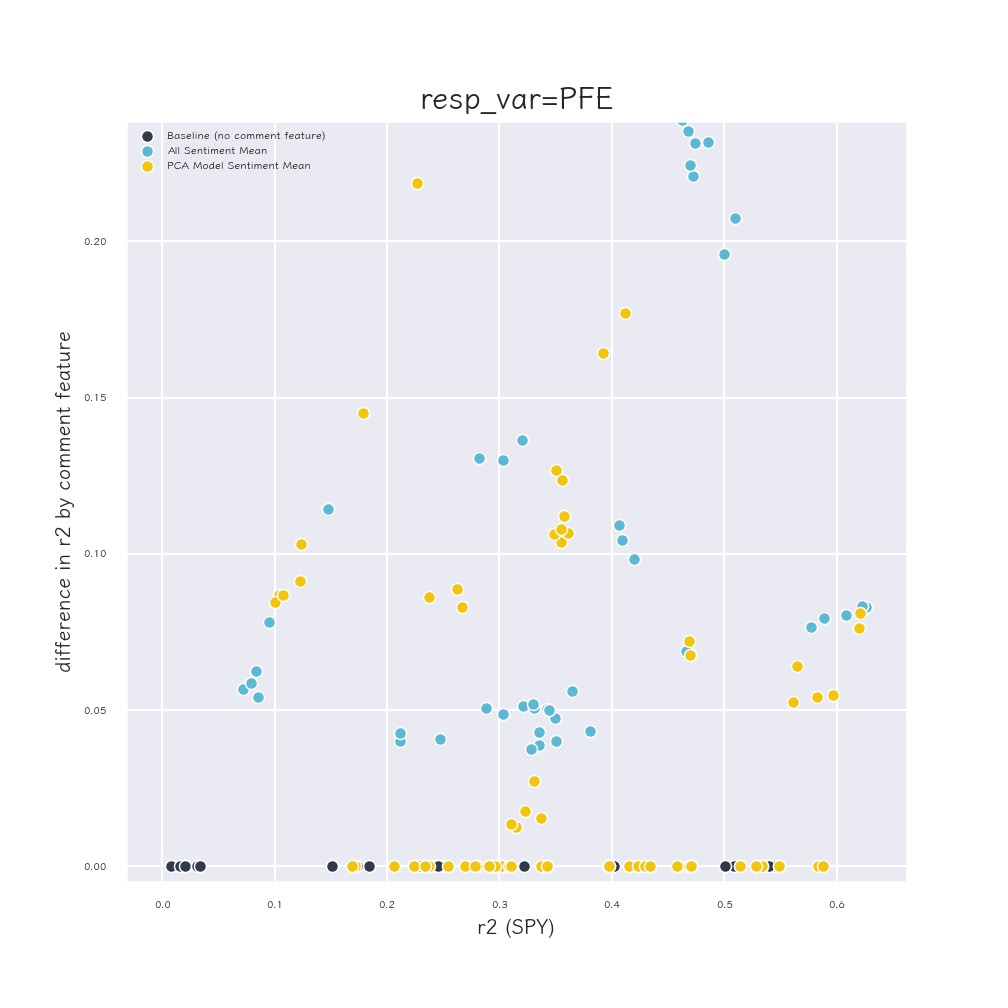 resp_var=PFE
Baseline (no comment feature)
All Sentiment Mean
PCA Model Sentiment Mean
difference in r2 by comment feature
0.20
0.15
0.10
0.05
0.00
0.0 0.1 0.2 0.3 0.4 0.5 0.6
r2 (SPY)